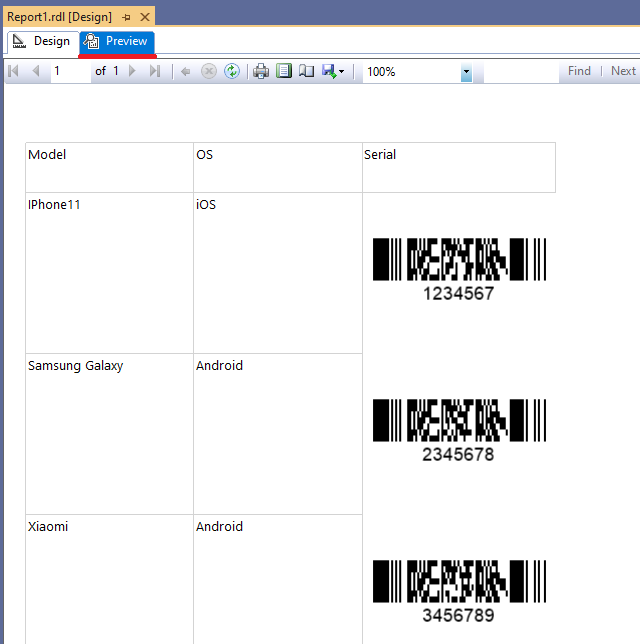 Report1.rdl [Design]
Design Preview
1 of 1 100% Find Next
Model OS Serial
IPhone11 iOS
1234567
Samsung Galaxy Android
2345678
Xiaomi Android
3456789